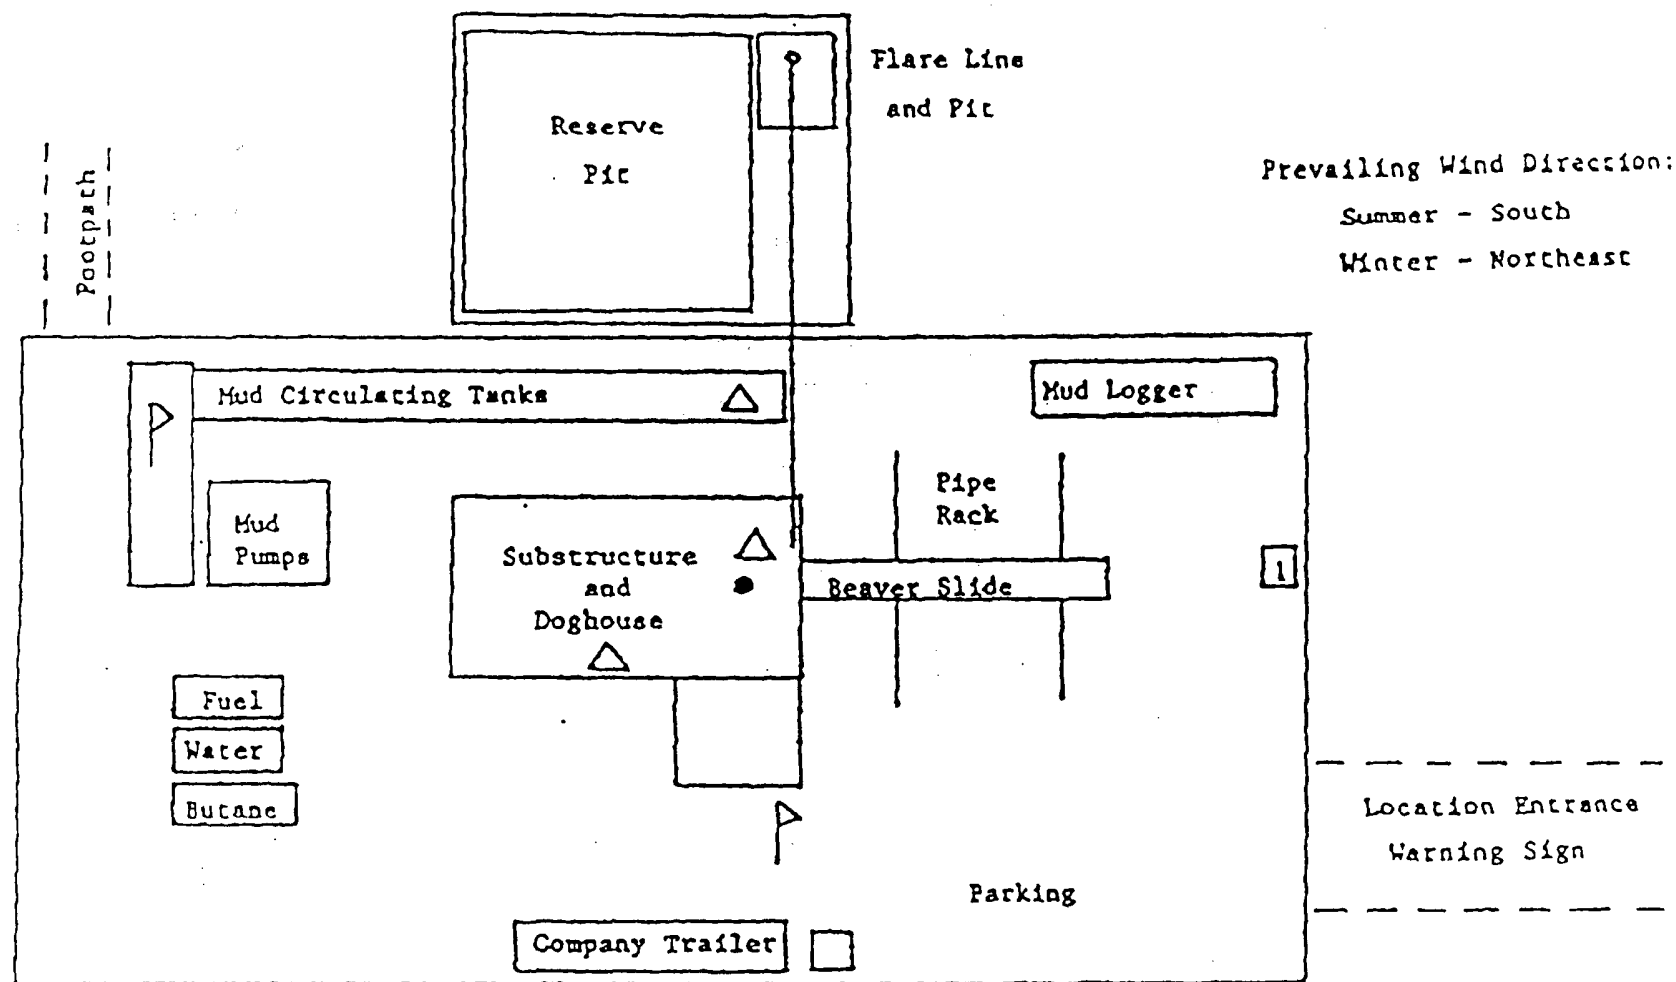 Flare Line
and Pit
Reserve
Pit
Footpath
Prevailing Wind Direction:
Summer - South
Winter - Northeast
Mud Circulating Tanks
Mud Logger
Pipe
Rack
Mud
Pumps
Substructure
and
Doghouse
Beaver Slide
1
Fuel
Water
Butane
Location Entrance
Warning Sign
Parking
Company Trailer